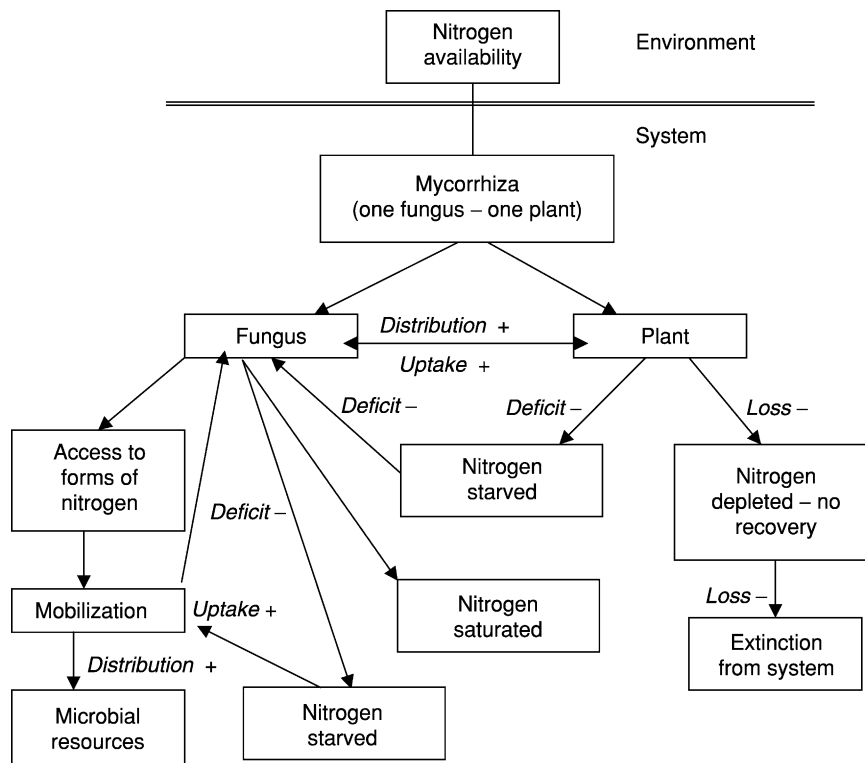 Nitrogen
availability
Environment
System
Mycorrhiza
(one fungus – one plant)
Fungus
Distribution +
Uptake +
Plant
Deficit –
Deficit –
Loss –
Access to
forms of
nitrogen
Nitrogen
starved
Nitrogen
depleted – no
recovery
Deficit –
Mobilization
Uptake +
Nitrogen
saturated
Loss –
Distribution +
Extinction
from system
Microbial
resources
Nitrogen
starved